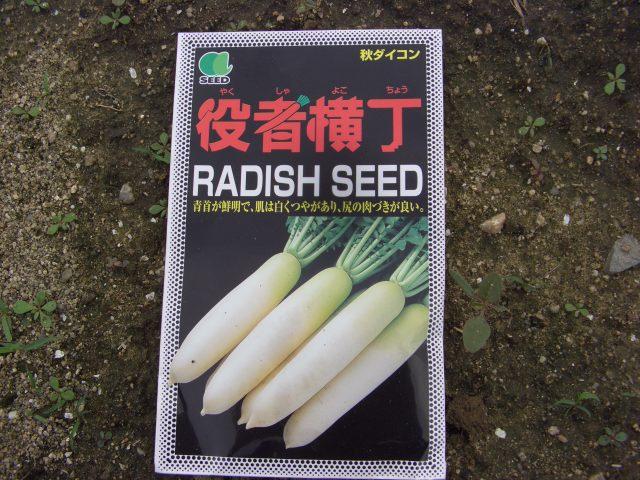 秋ダイコン
SEED
やく しゃ よこ ちょう
役者横丁
RADISH SEED
青首が鮮明で、肌は白くつやがあり、尻の肉づきが良い。